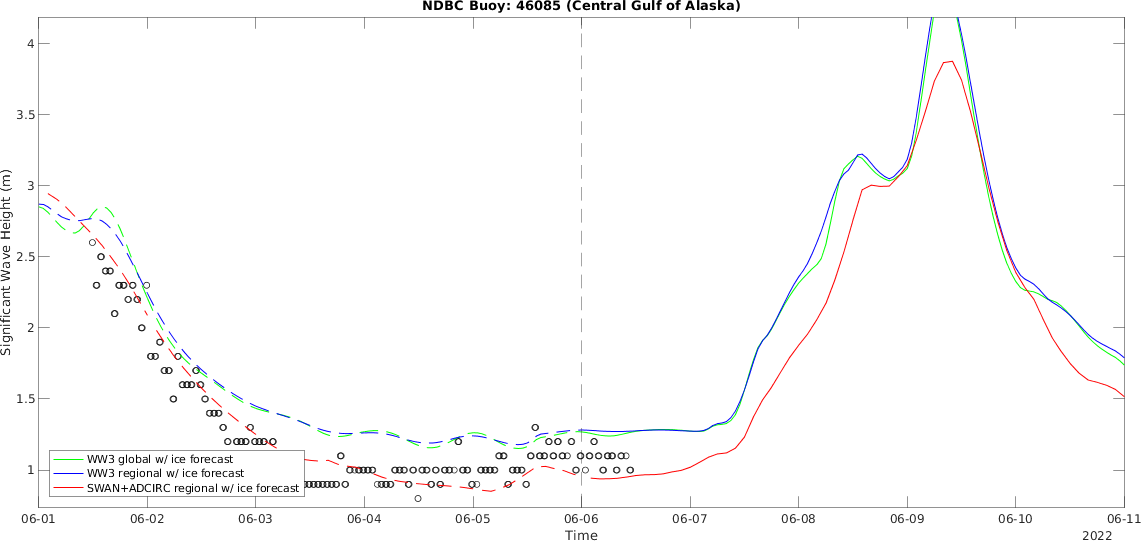 NDBC Buoy: 46085 (Central Gulf of Alaska)
Significant Wave Height (m)
4
3.5
3
2.5
2
1.5
1
WW3 global w/ ice forecast
WW3 regional w/ ice forecast
SWAN+ADCIRC regional w/ ice forecast
06-01 06-02 06-03 06-04 06-05 06-06 06-07 06-08 06-09 06-10 06-11
Time
2022